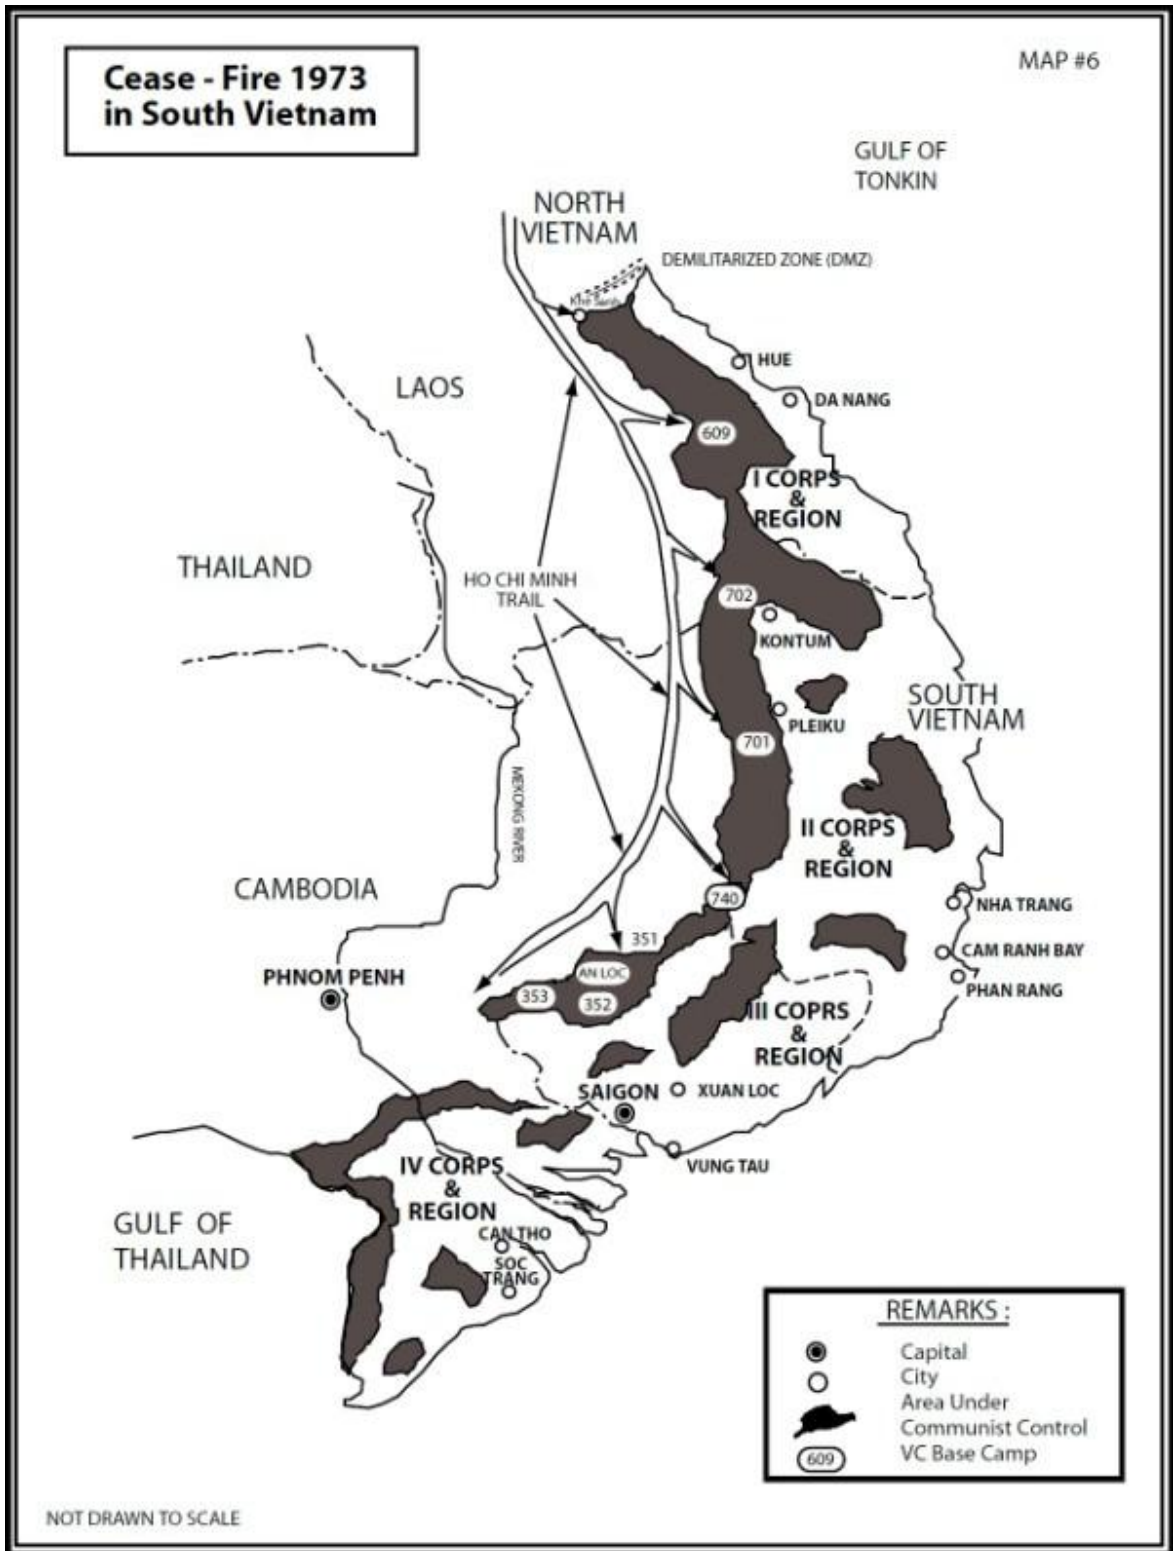 Cease - Fire 1973
in South Vietnam
MAP #6
GULF OF
TONKIN
NORTH
VIETNAM
DEMILITARIZED ZONE (DMZ)
Khe Sanh
HUE
LAOS
DA NANG
609
I CORPS
&
REGION
THAILAND
HO CHI MINH
TRAIL
702
KONTUM
SOUTH
VIETNAM
PLEIKU
701
MEKONG RIVER
II CORPS
&
REGION
CAMBODIA
740
NHA TRANG
351
CAM RANH BAY
AN LOC
PHNOM PENH
PHAN RANG
353
352
III COPRS
&
REGION
SAIGON
XUAN LOC
VUNG TAU
IV CORPS
&
REGION
GULF OF
THAILAND
CAN THO
SOC
TRANG
REMARKS :
Capital
City
Area Under
Communist Control
609
VC Base Camp
NOT DRAWN TO SCALE